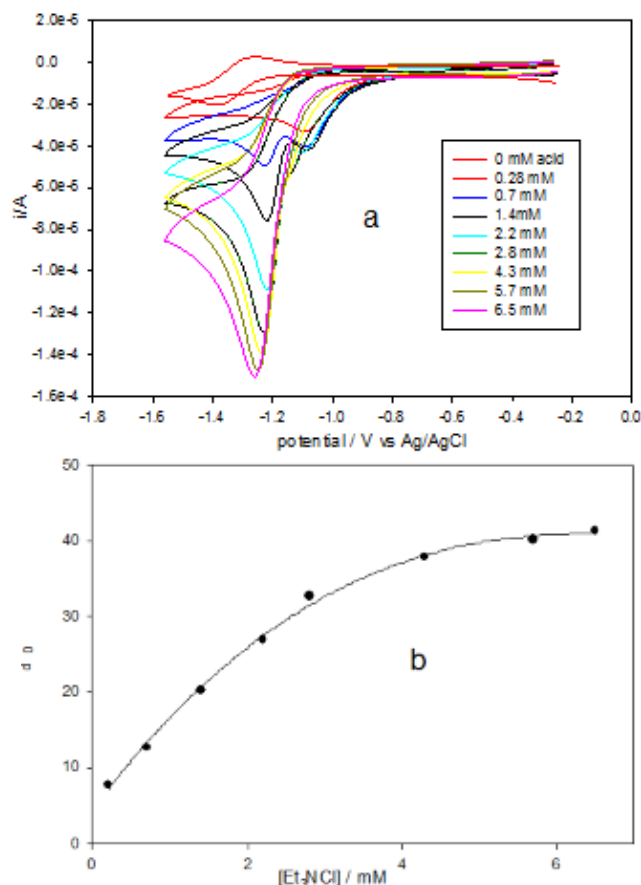 2.0e-5
0.0
-2.0e-5
-4.0e-5
-6.0e-5
-8.0e-5
-1.0e-4
-1.2e-4
-1.4e-4
-1.6e-4
i/A
0 mM acid
0.28 mM
0.7 mM
1.4mM
2.2 mM
2.8 mM
4.3 mM
5.7 mM
6.5 mM
a
-1.8 -1.6 -1.4 -1.2 -1.0 -0.8 -0.6 -0.4 -0.2 0.0
potential / V vs Ag/AgCl
50
40
30
20
10
0
b
0 2 4 6
/ mM